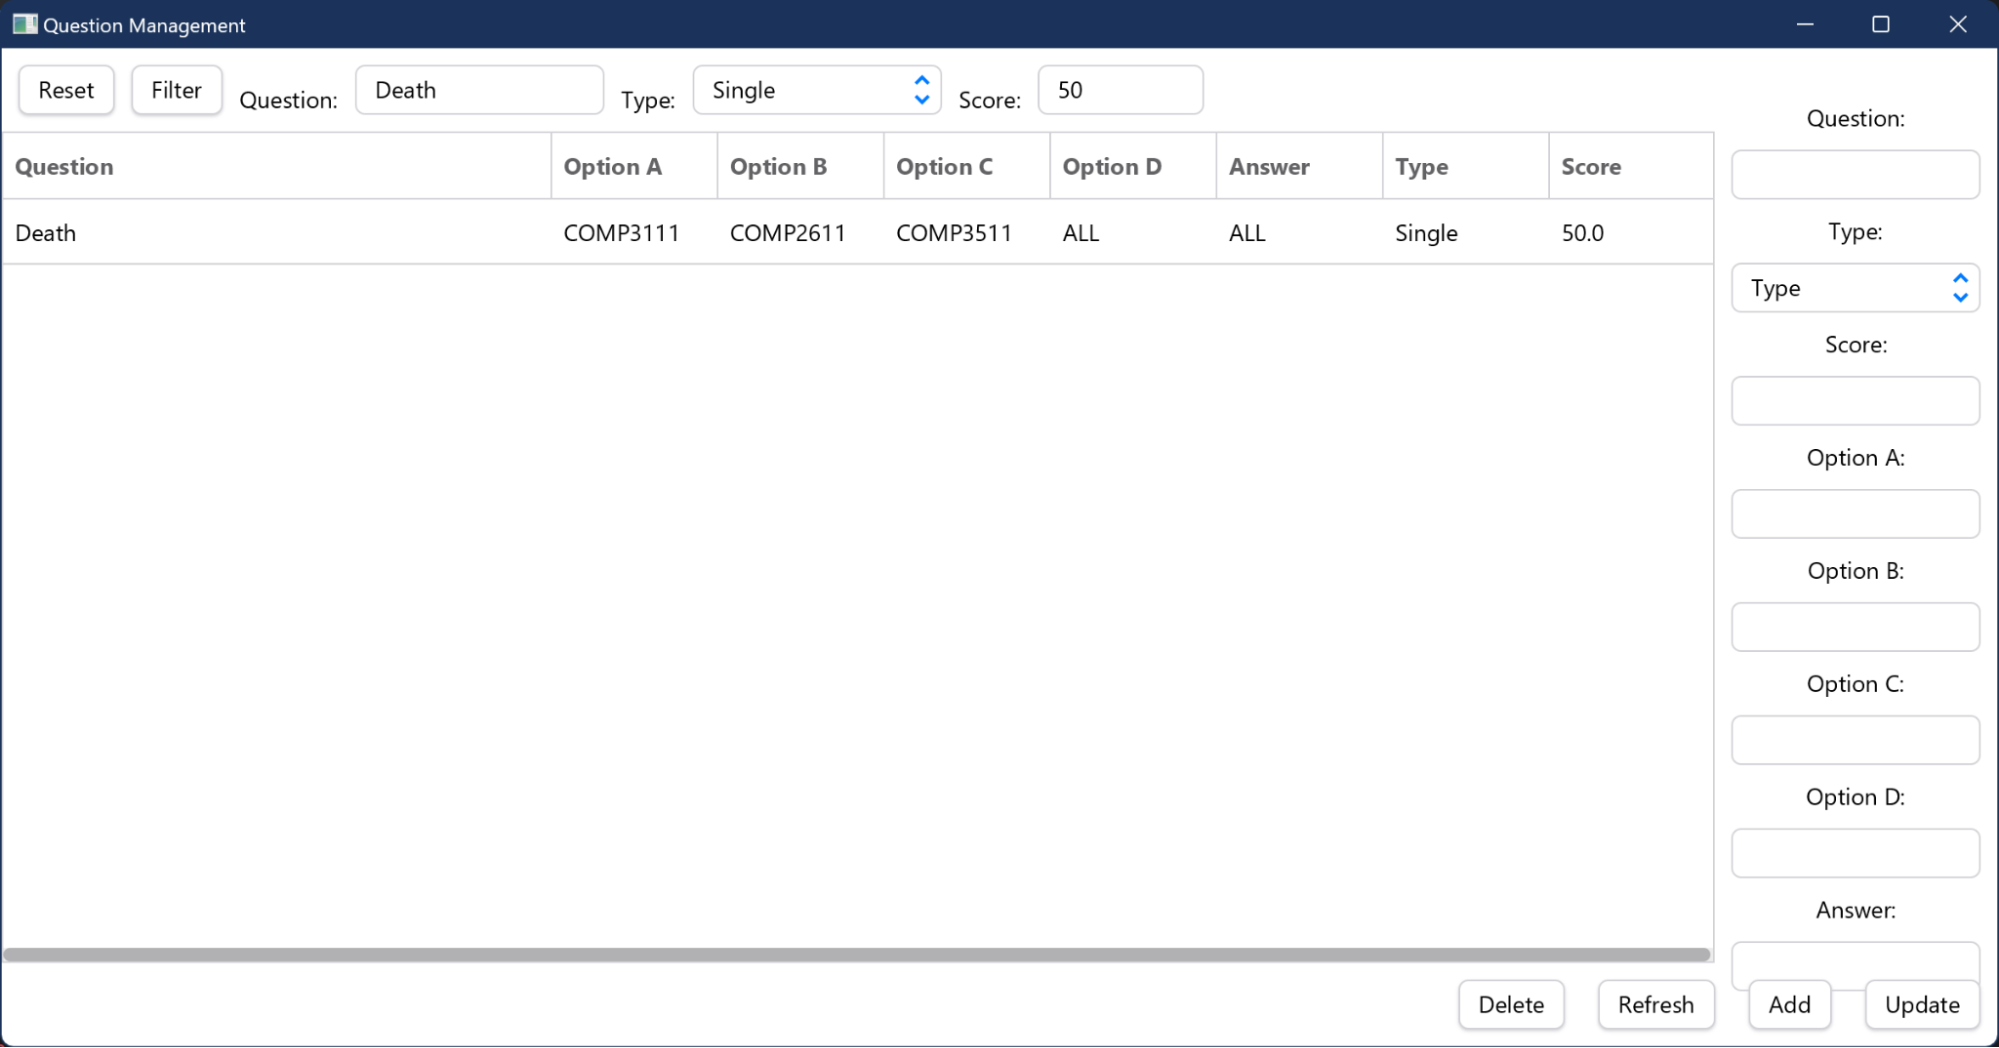 Question Management
Reset Filter Question: Death Type: Single Score: 50
Question Option A Option B Option C Option D Answer Type Score
Death COMP3111 COMP2611 COMP3511 ALL ALL Single 50.0
Question:
Type:
Type
Score:
Option A:
Option B:
Option C:
Option D:
Answer:
Delete Refresh Add Update